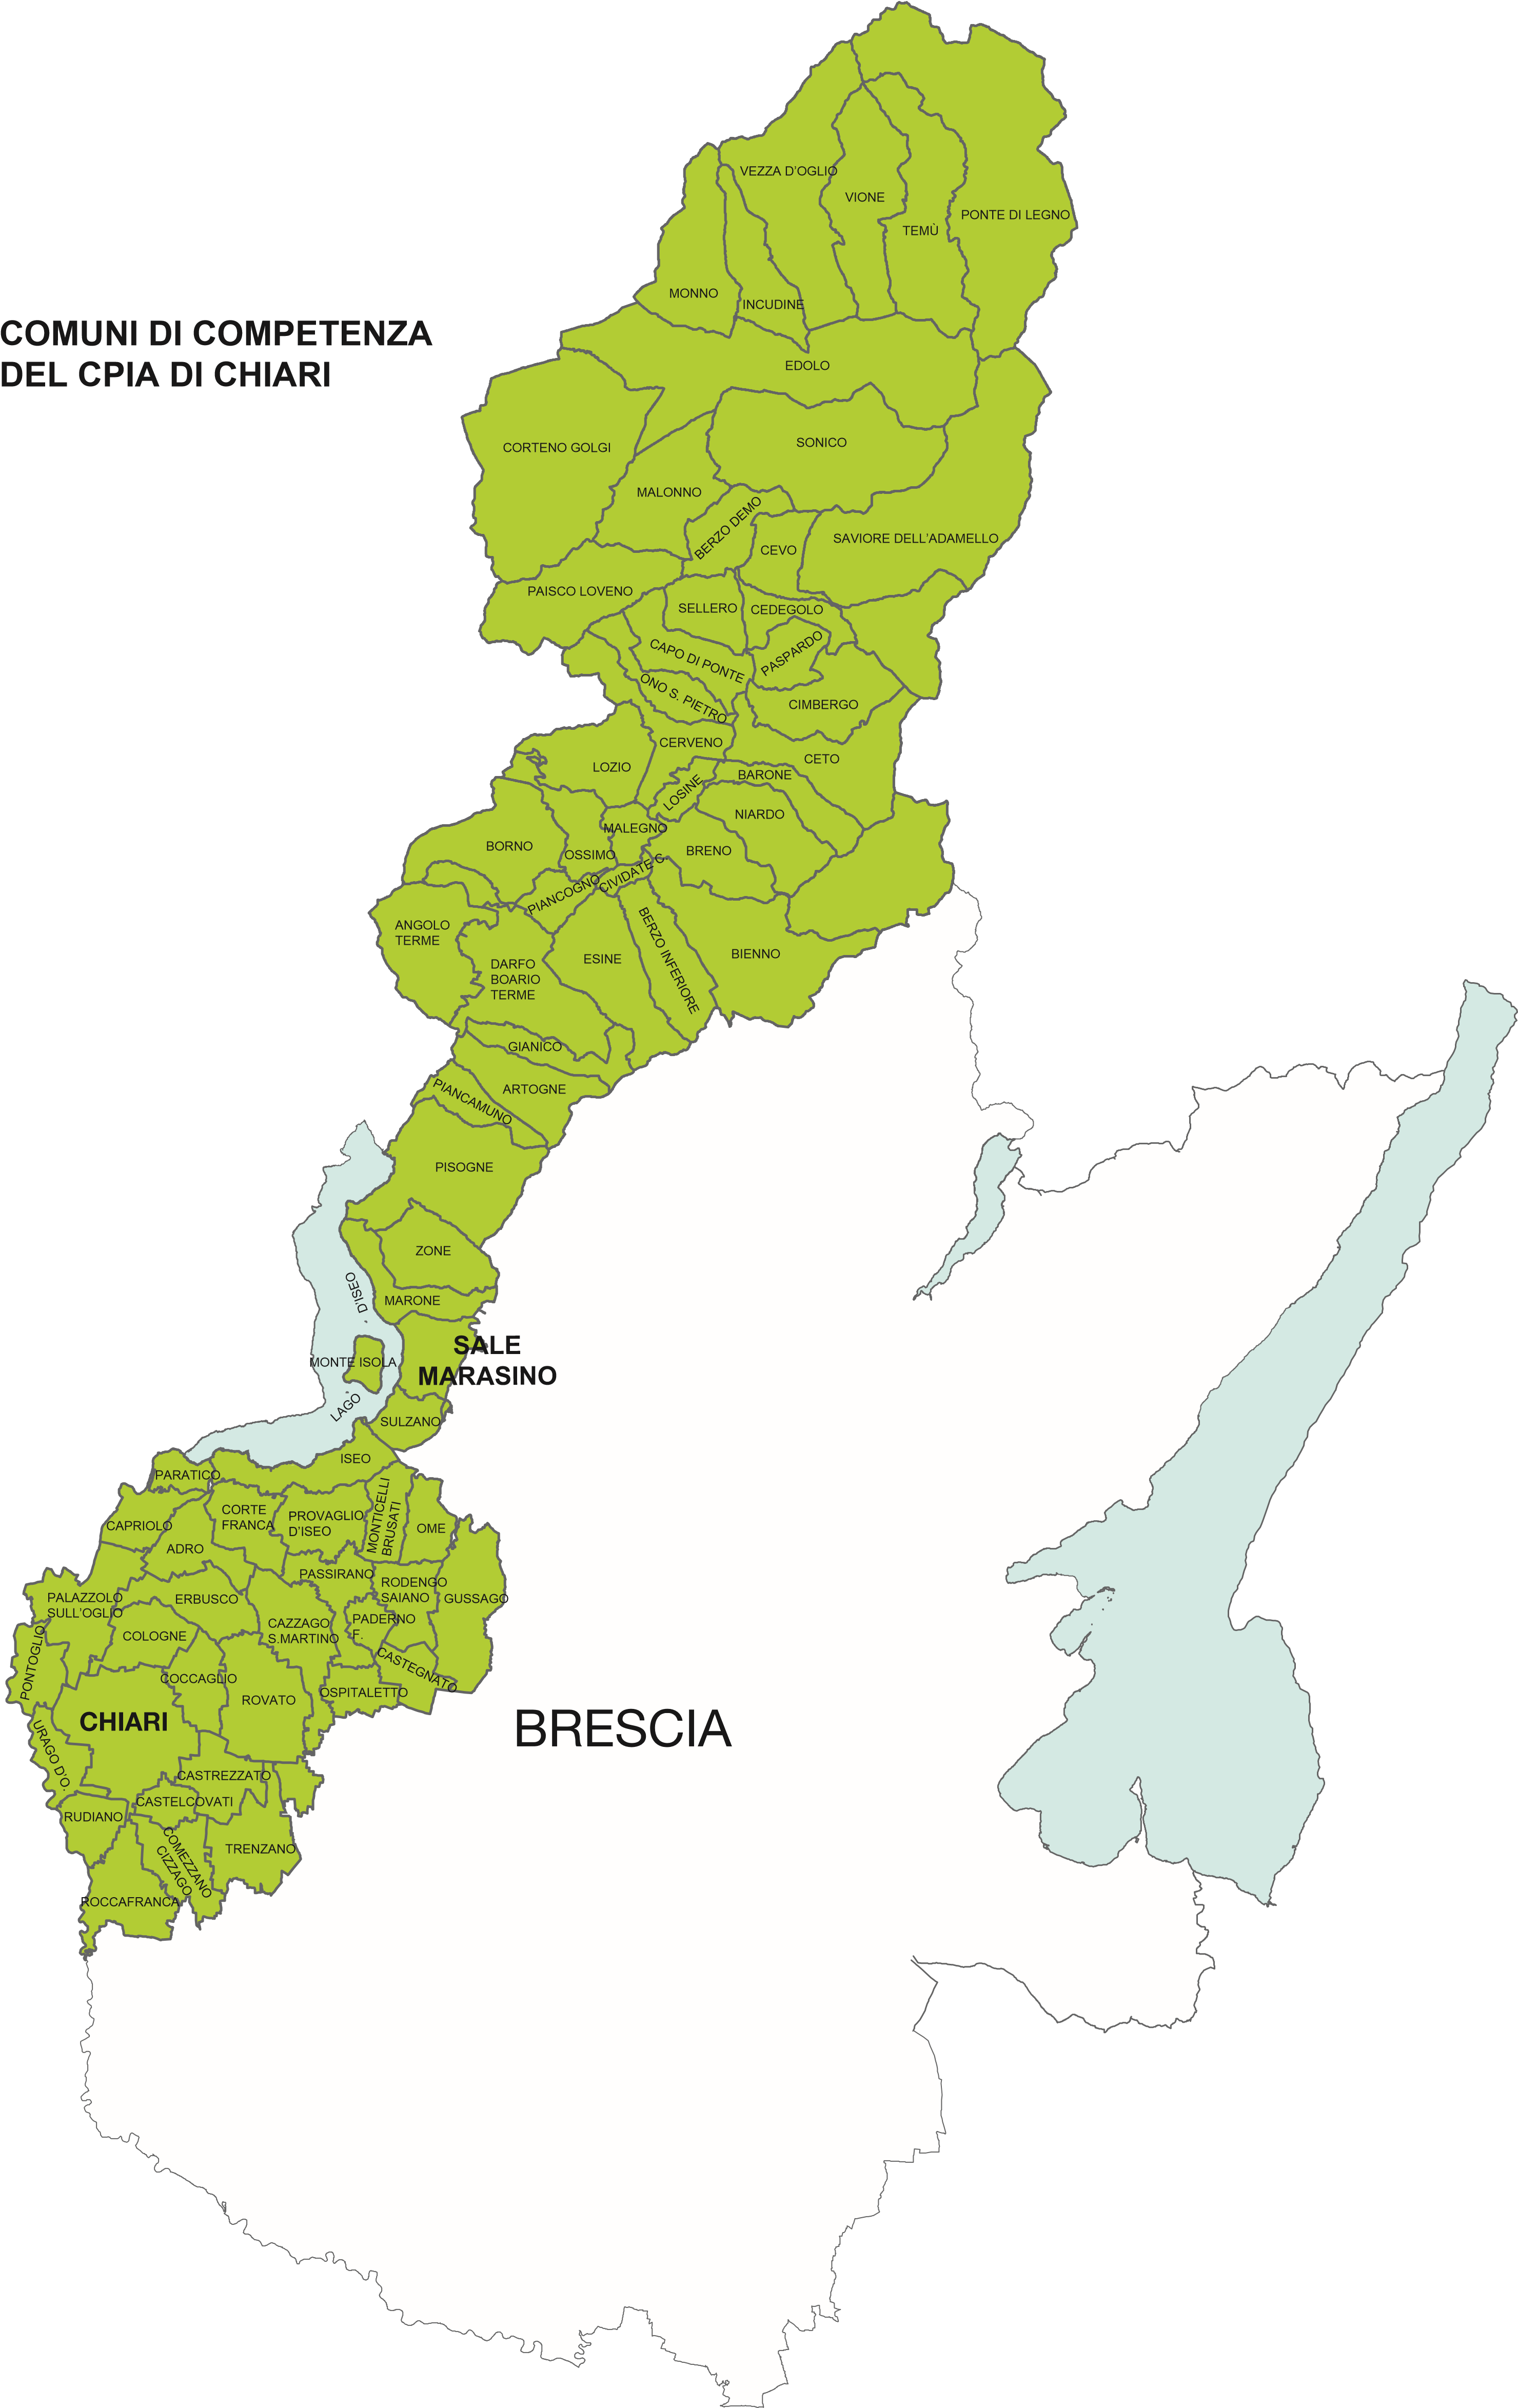 COMUNI DI COMPETENZA
DEL CPIA DI CHIARI
VEZZA D'OGLIO
VIONE
PONTE DI LEGNO
TEMÙ
MONNO
INCUDINE
EDOLO
SONICO
CORTENO GOLGI
MALONNO
BERZO DEMO
SAVIORE DELL'ADAMELLO
CEVO
PAISCO LOVENO
SELLERO
CEDEGOLO
PASPARDO
CAPO DI PONTE
ONO S. PIETRO
CIMBERGO
CERVENO
CETO
LOZIO
BARONE
LOSINE
NIARDO
MALEGNO
BORNO
OSSIMO
BRENO
CIVIDATE C.
PIANCOGNO
ANGOLO
TERME
BERZO INFERIORE
BIENNO
ESINE
DARFO
BOARIO
TERME
GIANICO
ARTOGNE
PIANCAMUNO
PISOGNE
ZONE
D'ISEO
MARONE
SALE
MARASINO
MONTE ISOLA
LAGO
SULZANO
ISEO
PARATICO
CORTE
FRANCA
PROVAGLIO
D'ISEO
MONTICELLI
BRUSATI
OME
CAPRIOLO
ADRO
PASSIRANO
RODENGO
SAIANO
GUSSAGO
PALAZZOLO
SULL'OGLIO
ERBUSCO
CAZZAGO
S.MARTINO
PADERNO
F.
COLOGNE
PONTOGLIO
COCCAGLIO
CASTEGNATO
OSPITALETTO
ROVATO
CHIARI
BRESCIA
URAGO D'O.
CASTREZZATO
CASTELCOVATI
RUDIANO
TRENZANO
COMEZZANO
CIZZAGO
ROCCAFRANCA